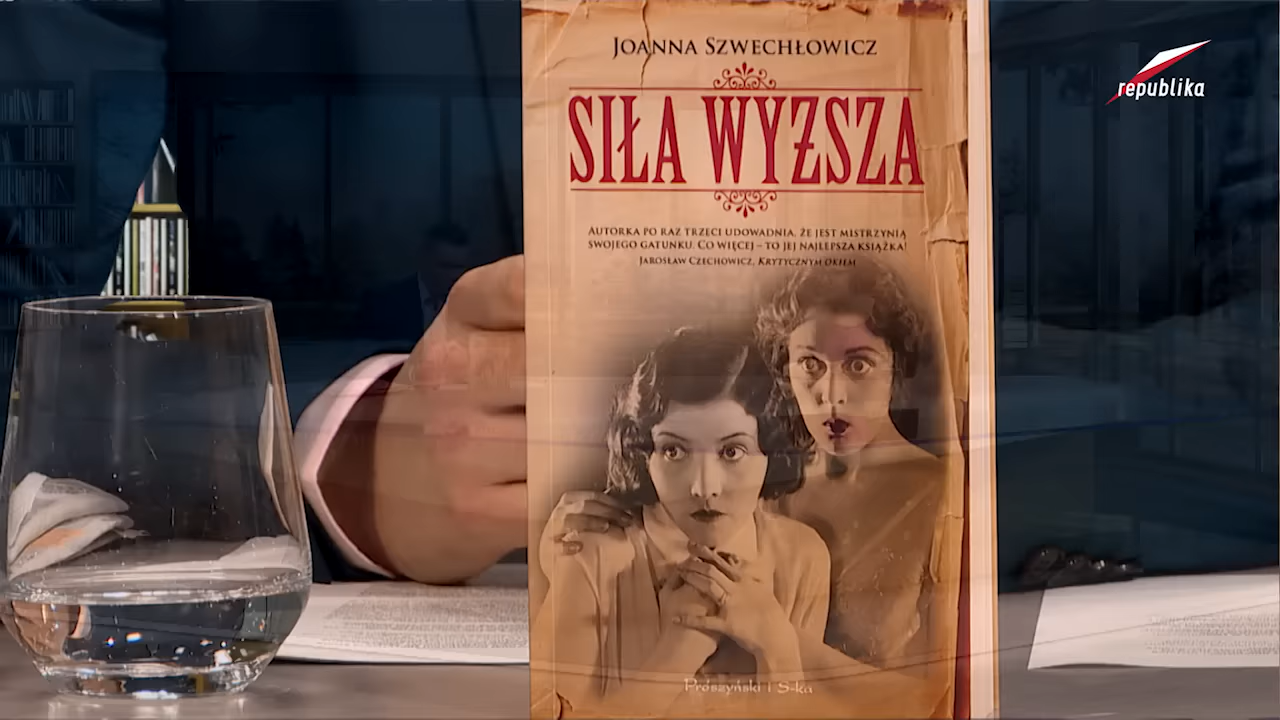 JOANNA SZWECHŁOWICZ
SIŁA WYŻSZA
AUTORKA PO RAZ TRZECI UDOWADNIA, ŻE JEST MISTRZYNIĄ
SWOJEGO GATUNKU. CO WIĘCEJ – TO JEJ NAJLEPSZA KSIĄŻKA!
JAROSŁAW CZECHOWICZ, KRYTYCZNYM OKIEM
Prószyński i S-ka
republika